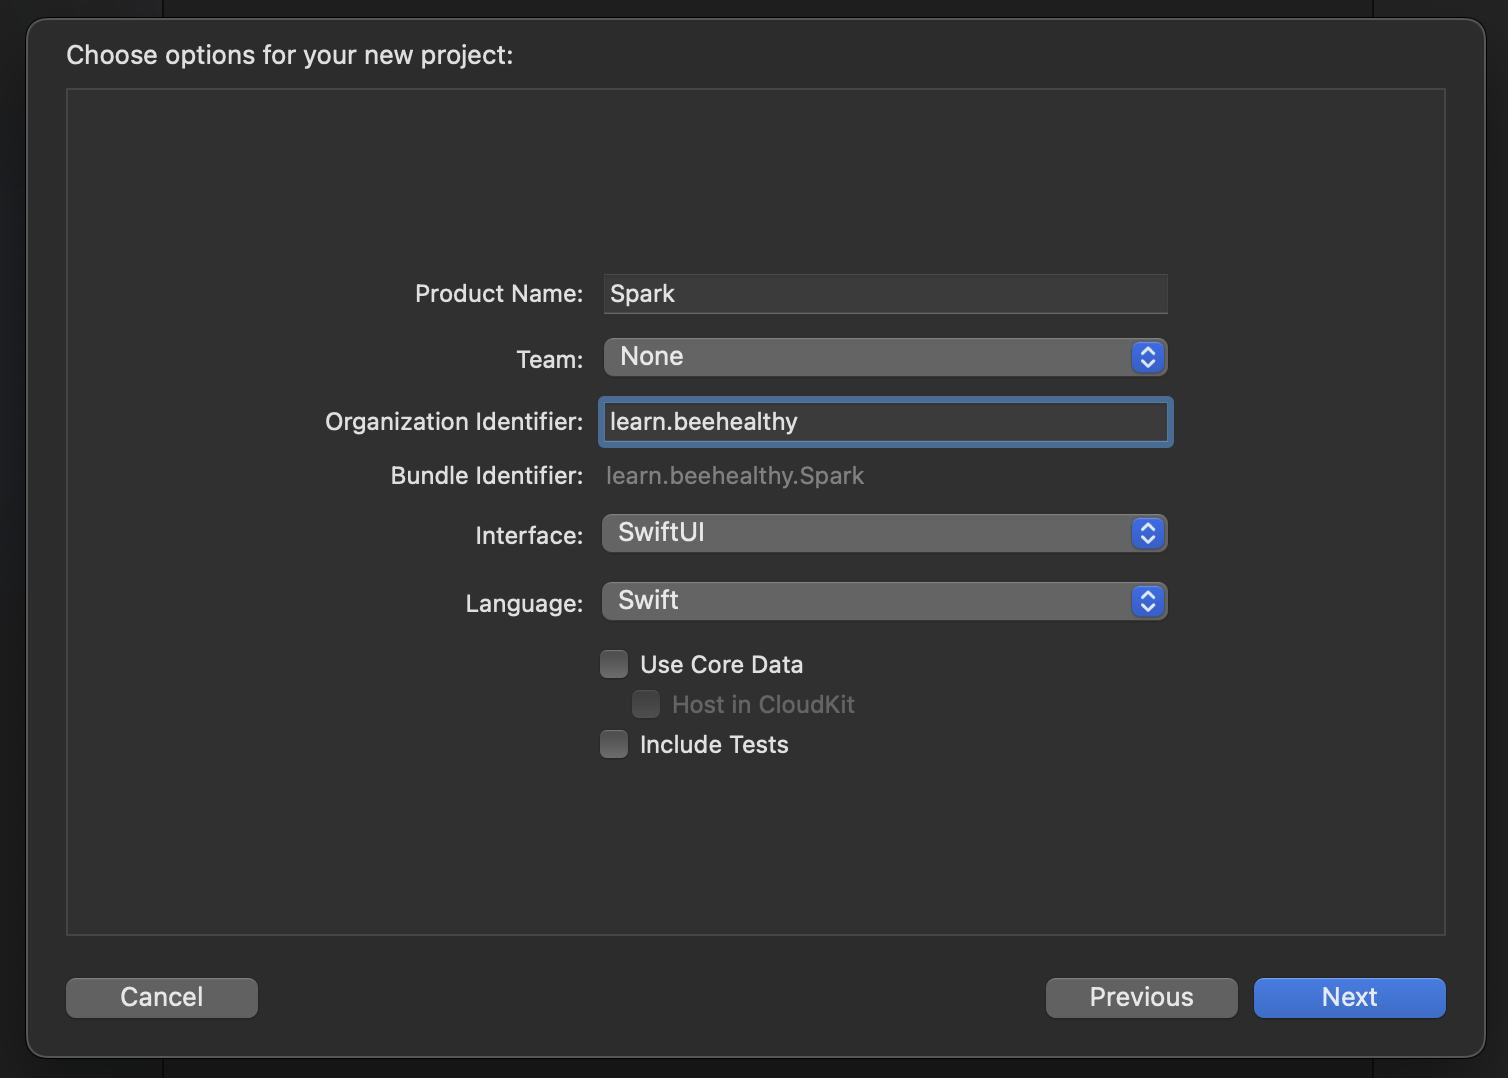 Choose options for your new project:
Product Name: Spark
Team: None
Organization Identifier: learn.beehealthy
Bundle Identifier: learn.beehealthy.Spark
Interface: SwiftUI
Language: Swift
Use Core Data
Host in CloudKit
Include Tests
Cancel Previous Next